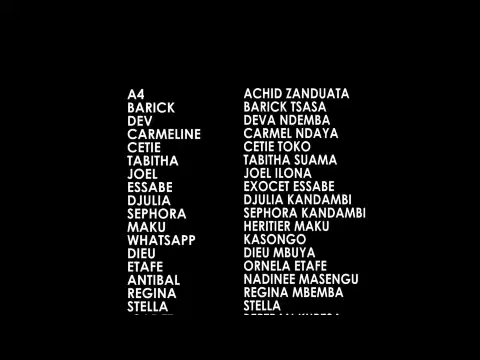 A4 ACHID ZANDUATA
BARICK BARICK TSASA
DEV DEVA NDEMBA
CARMELINE CARMEL NDAYA
CETIE CETIE TOKO
TABITHA TABITHA SUAMA
JOEL JOEL ILONA
ESSABE EXOCET ESSABE
DJULIA DJULIA KANDAMBI
SEPHORA SEPHORA KANDAMBI
MAKU HERITIER MAKU
WHATSAPP KASONGO
DIEU DIEU MBUYA
ETAFE ORNELA ETAFE
ANTIBAL NADINEE MASENGU
REGINA REGINA MBEMBA
STELLA STELLA